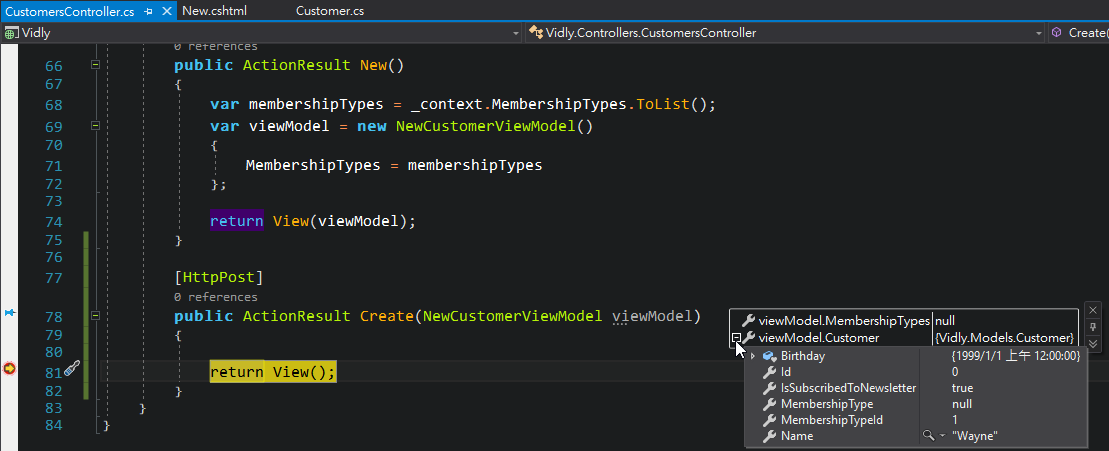 CustomersController.cs New.cshtml Customer.cs
Vidly Vidly.Controllers.CustomersController Create(
0 references
66 public ActionResult New()
67 {
68 var membershipTypes = _context.MembershipTypes.ToList();
69 var viewModel = new NewCustomerViewModel()
70 {
71 MembershipTypes = membershipTypes
72 };
73
74 return View(viewModel);
75 }
76
77 [HttpPost]
0 references
78 public ActionResult Create(NewCustomerViewModel viewModel)
79 {
80
81 return View();
82 }
83 }
84 }
viewModel.MembershipTypes null
viewModel.Customer {Vidly.Models.Customer}
Birthday {1999/1/1 上午 12:00:00}
Id 0
IsSubscribedToNewsletter true
MembershipType null
MembershipTypeId 1
Name "Wayne"